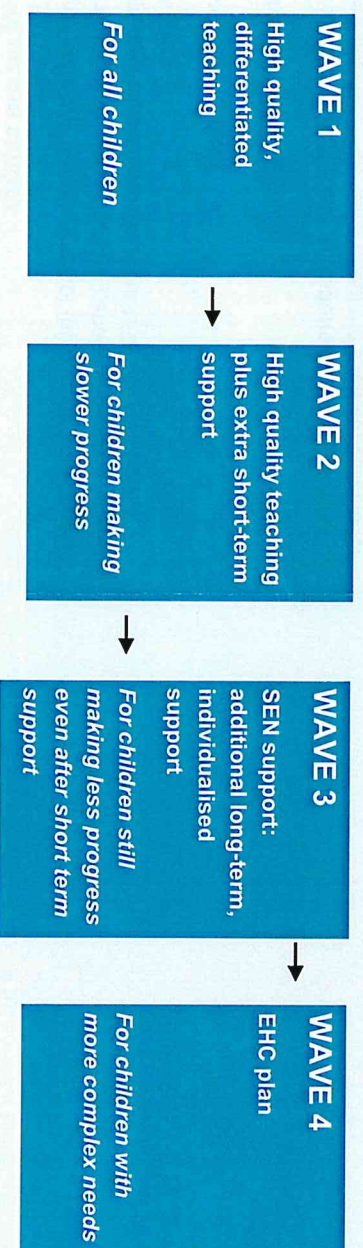 WAVE 1
High quality,
differentiated
teaching
For all children
WAVE 2
High quality teaching
plus extra short-term
support
For children making
slower progress
WAVE 3
SEN support:
additional long-term,
individualised
support
For children still
making less progress
even after short term
support
WAVE 4
EHC plan
For children with
more complex needs